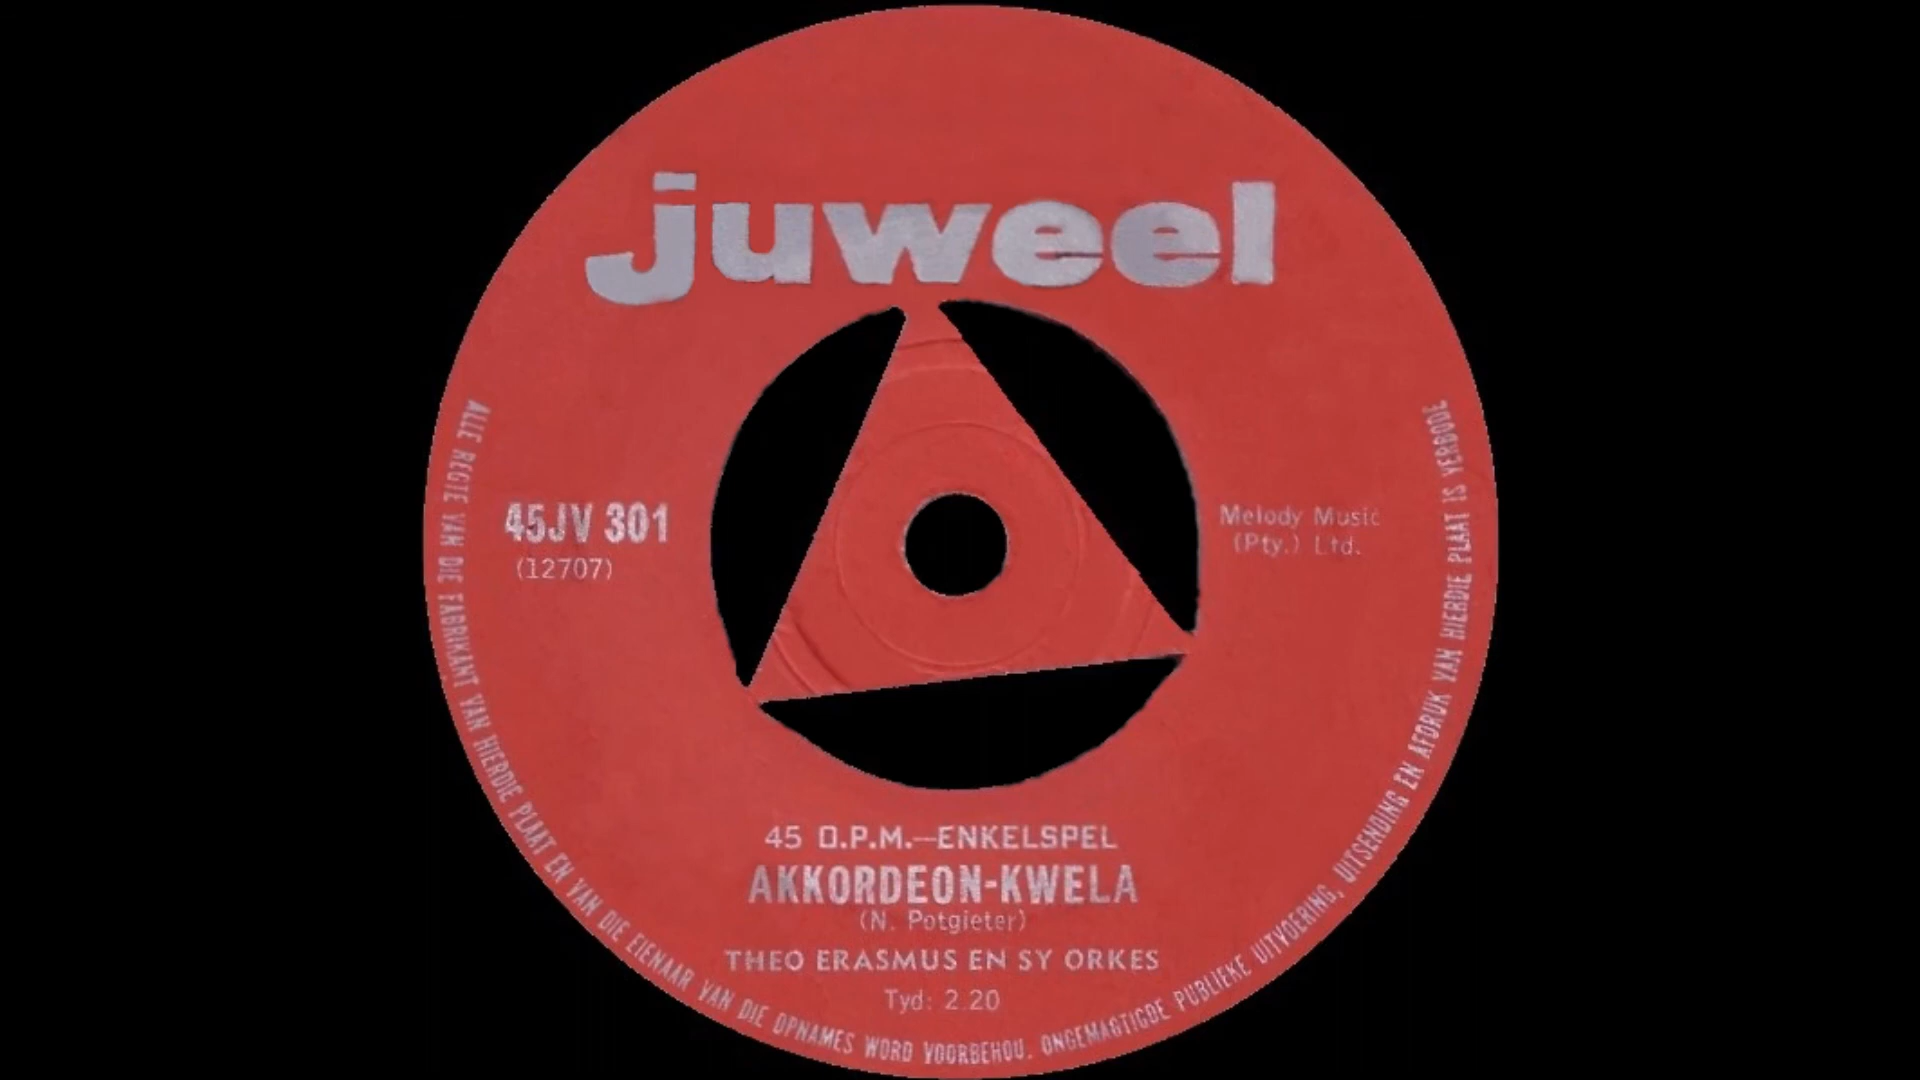 juweel
45JV 301
(12707)
Melody Music
(Pty.) Ltd.
45 O.P.M.—ENKELSPEL
AKKORDEON-KWELA
(N. Potgieter)
THEO ERASMUS EN SY ORKES
Tyd: 2.20
ALLE REGTE VAN DIE FABRIKANT VAN HIERDIE PLAAT EN VAN DIE EIENAAR VAN DIE OPNAMES WORD VOORBEHOU. ONGEMAGTIGDE PUBLIEKE UITVOERING, UITSENDING EN AFDRUK VAN HIERDIE PLAAT IS VERBODE